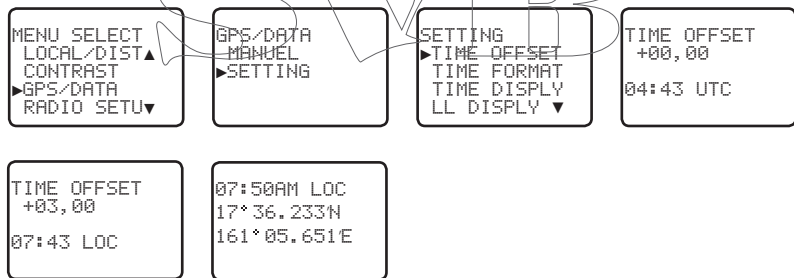 MENU SELECT
LOCAL/DIST▲
CONTRAST
►GPS/DATA
RADIO SETU▼
GPS/DATA
MANUEL
►SETTING
SETTING
►TIME OFFSET
TIME FORMAT
TIME DISPLAY
LL DISPLAY ▼
TIME OFFSET
+00,00
04:43 UTC
TIME OFFSET
+03,00
07:43 LOC
07:50AM LOC
17°36.233'N
161°05.651'E